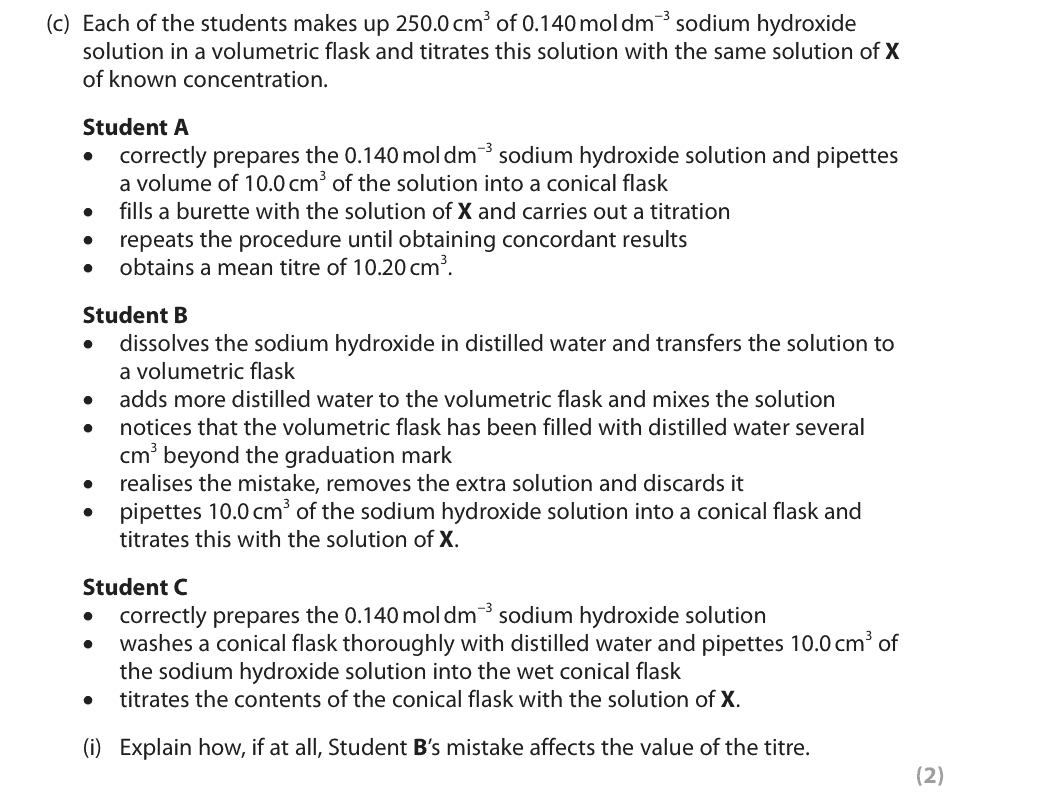 (c) Each of the students makes up 250.0 cm³ of 0.140 mol dm⁻³ sodium hydroxide
solution in a volumetric flask and titrates this solution with the same solution of X
of known concentration.
Student A
• correctly prepares the 0.140 mol dm⁻³ sodium hydroxide solution and pipettes
a volume of 10.0 cm³ of the solution into a conical flask
• fills a burette with the solution of X and carries out a titration
• repeats the procedure until obtaining concordant results
• obtains a mean titre of 10.20 cm³.
Student B
• dissolves the sodium hydroxide in distilled water and transfers the solution to
a volumetric flask
• adds more distilled water to the volumetric flask and mixes the solution
• notices that the volumetric flask has been filled with distilled water several
cm³ beyond the graduation mark
• realises the mistake, removes the extra solution and discards it
• pipettes 10.0 cm³ of the sodium hydroxide solution into a conical flask and
titrates this with the solution of X.
Student C
• correctly prepares the 0.140 mol dm⁻³ sodium hydroxide solution
• washes a conical flask thoroughly with distilled water and pipettes 10.0 cm³ of
the sodium hydroxide solution into the wet conical flask
• titrates the contents of the conical flask with the solution of X.
(i) Explain how, if at all, Student B's mistake affects the value of the titre.
(2)